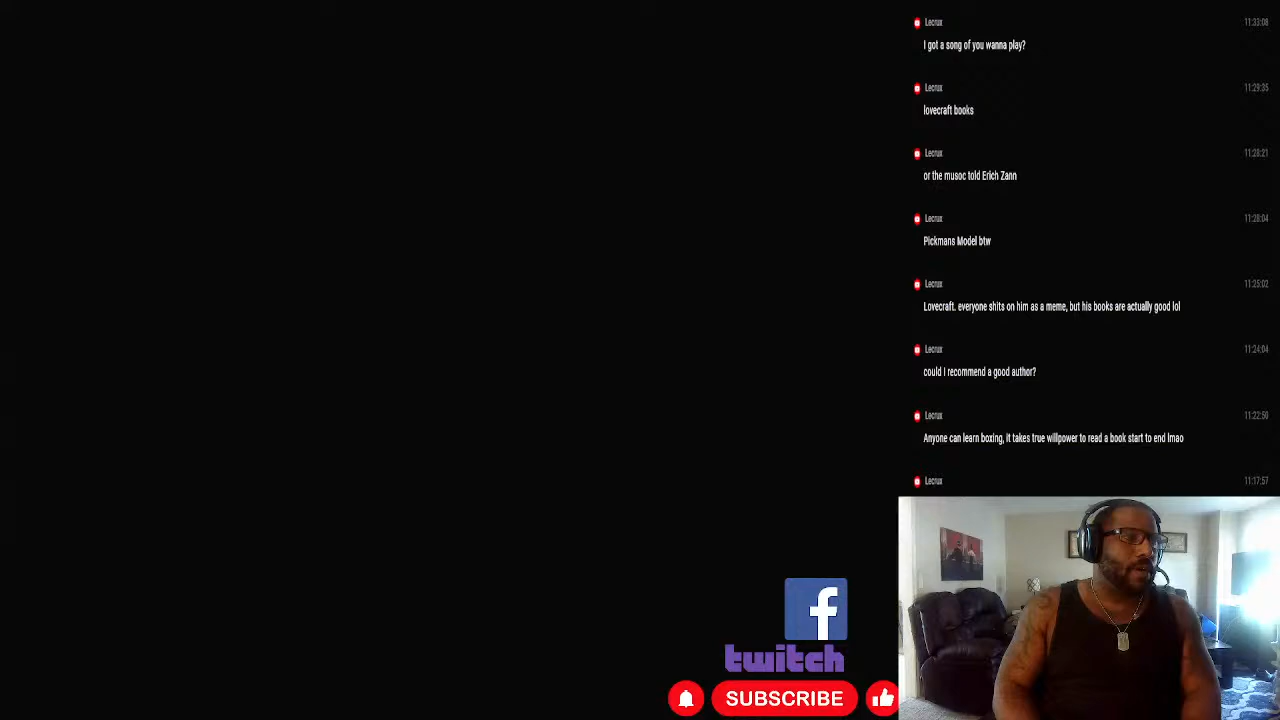 Lecrux 11:33:08
I got a song of you wanna play?
Lecrux 11:29:35
lovecraft books
Lecrux 11:28:21
or the musoc told Erich Zann
Lecrux 11:28:04
Pickmans Model btw
Lecrux 11:25:02
Lovecraft. everyone shits on him as a meme, but his books are actually good lol
Lecrux 11:24:04
could I recommend a good author?
Lecrux 11:22:50
Anyone can learn boxing, it takes true willpower to read a book start to end lmao
Lecrux 11:17:57
f
twitch
SUBSCRIBE